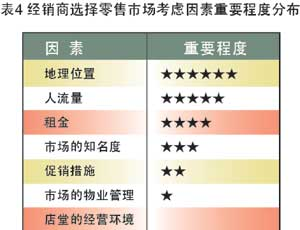 表4 经销商选择零售市场考虑因素重要程度分布
因素 重要程度
地理位置 ★★★★★★
人流量 ★★★★★
租金 ★★★★
市场的知名度 ★★★
促销措施 ★★
市场的物业管理 ★
店堂的经营环境